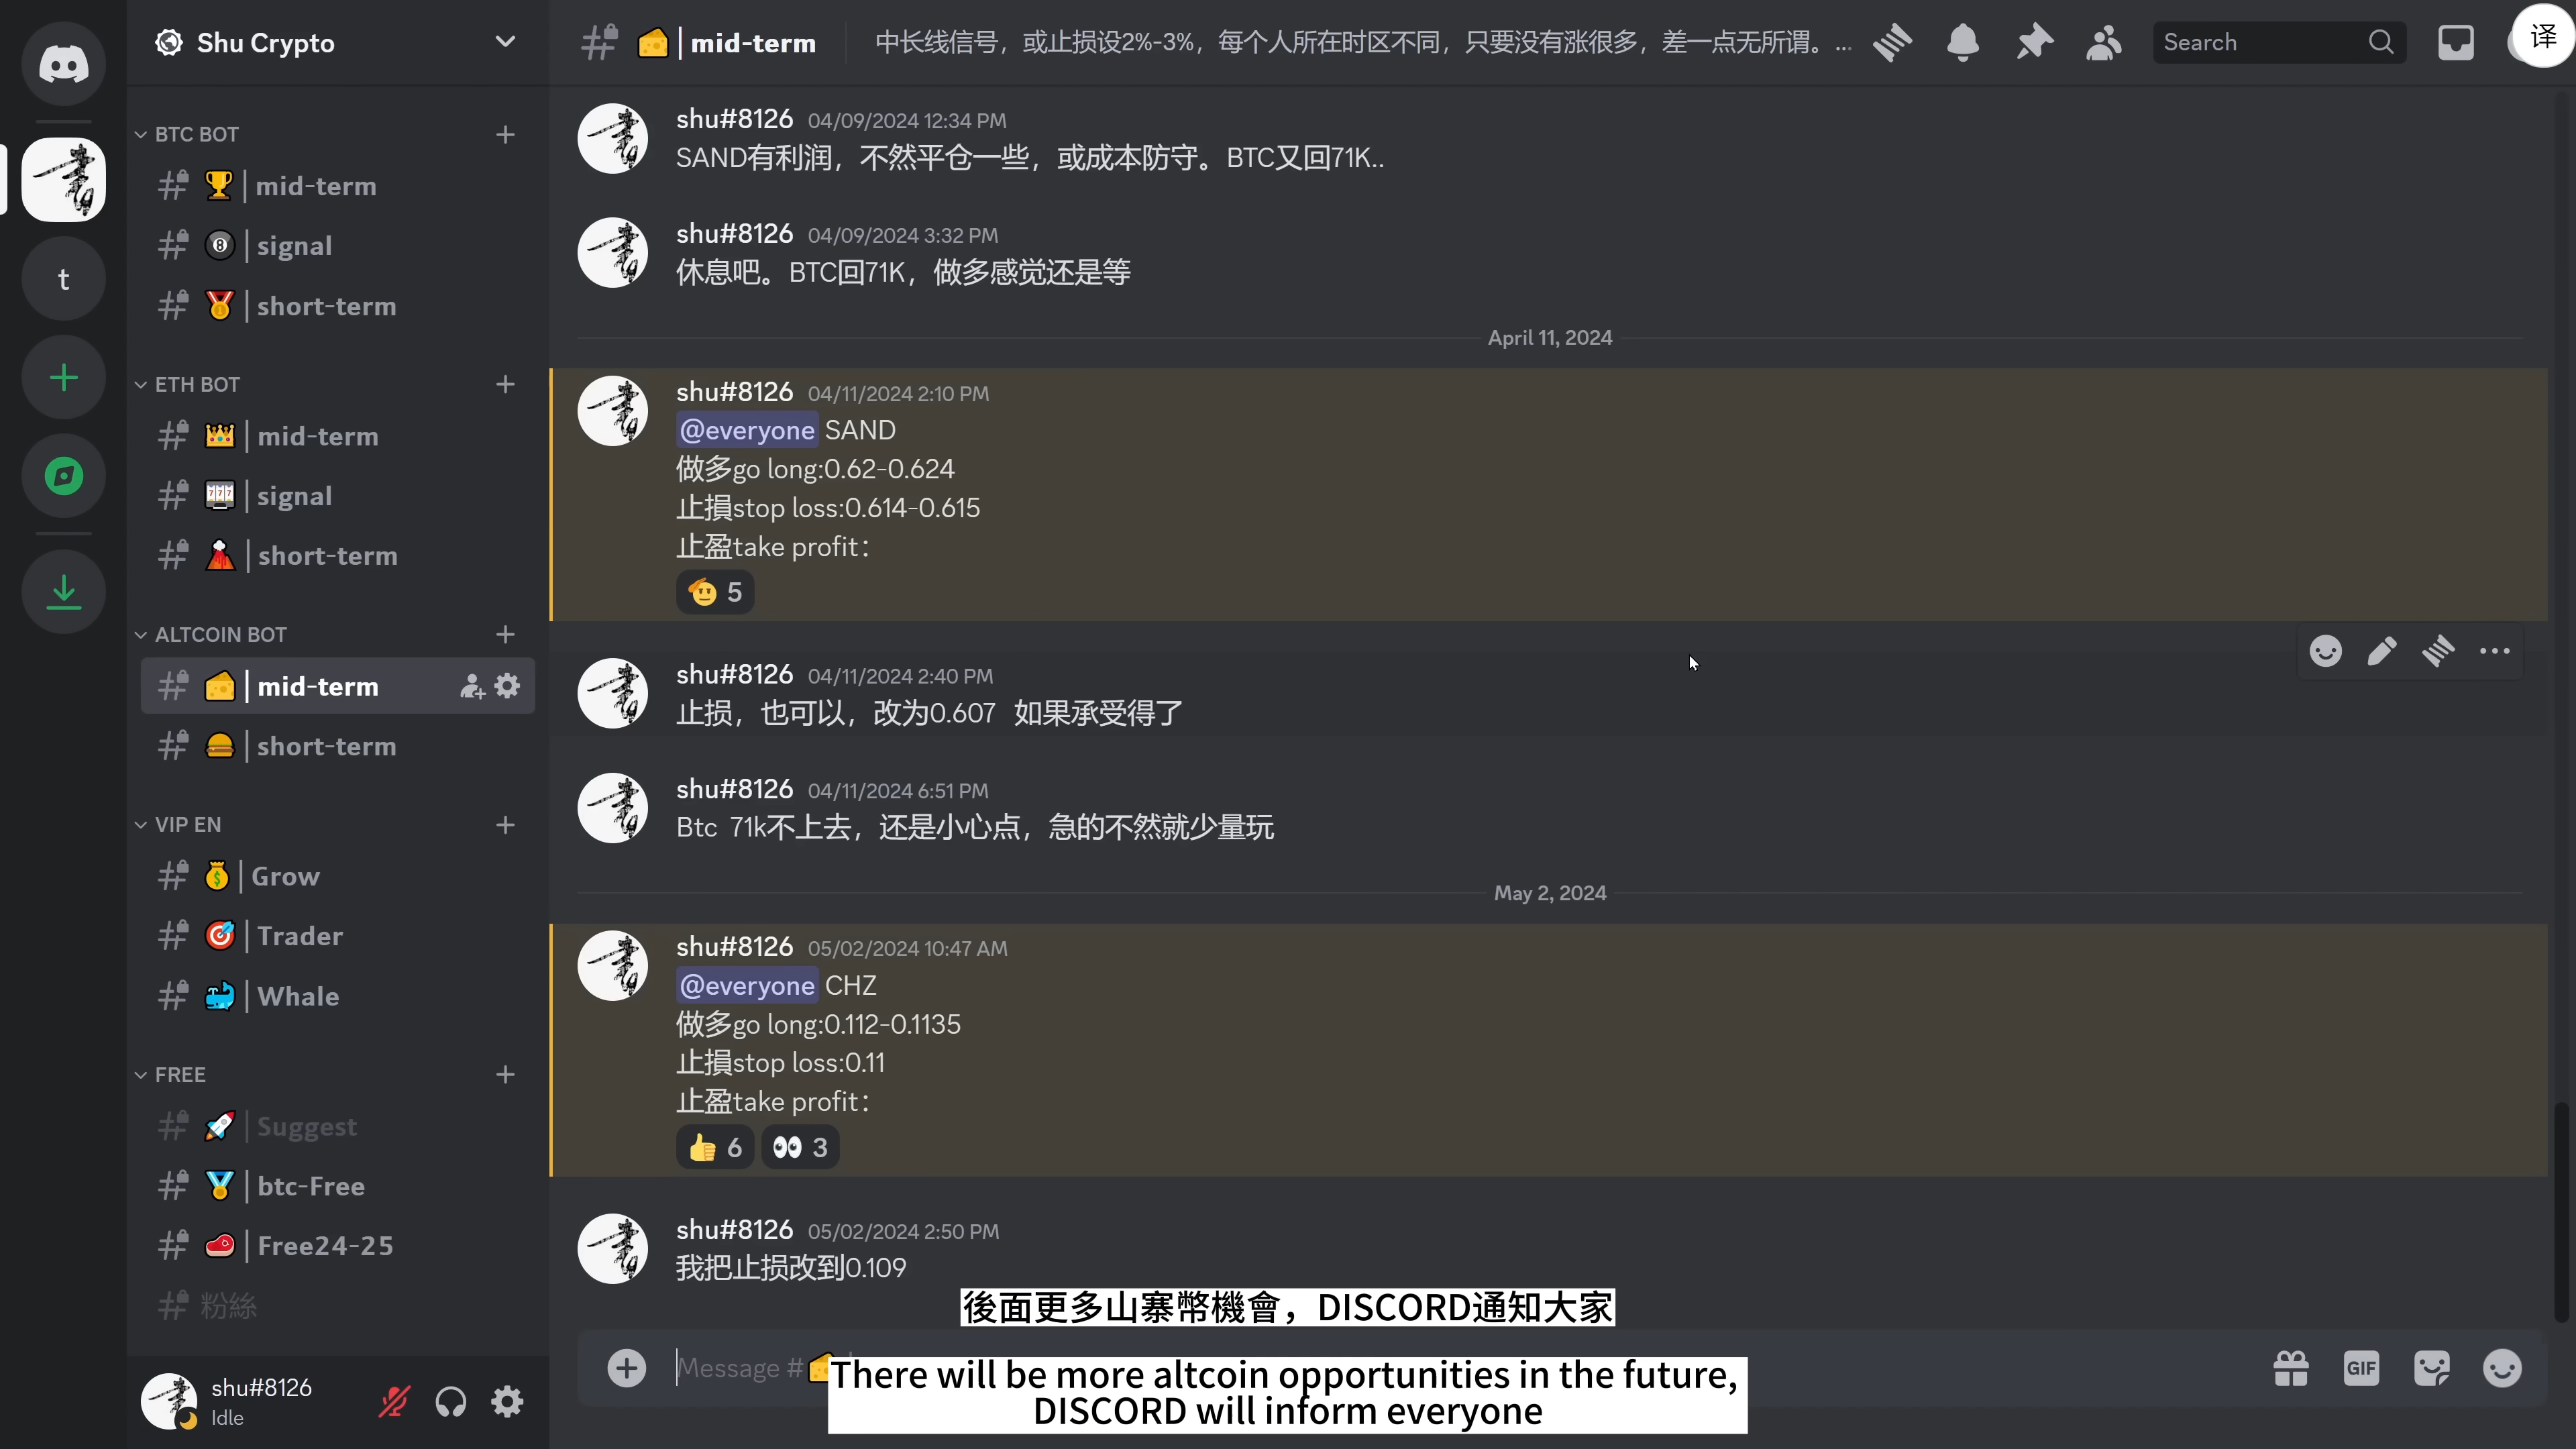 Shu Crypto
BTC BOT
mid-term
signal
short-term
ETH BOT
mid-term
signal
short-term
ALTCOIN BOT
mid-term
short-term
VIP EN
Grow
Trader
Whale
FREE
Suggest
btc-Free
Free24-25
粉絲
shu#8126
Idle
t
mid-term
中长线信号，或止损设2%-3%，每个人所在时区不同，只要没有涨很多，差一点无所谓。...
Search
译
shu#8126 04/09/2024 12:34 PM
SAND有利润，不然平仓一些，或成本防守。BTC又回71K..
shu#8126 04/09/2024 3:32 PM
休息吧。BTC回71K，做多感觉还是等
April 11, 2024
shu#8126 04/11/2024 2:10 PM
@everyone SAND
做多go long:0.62-0.624
止損stop loss:0.614-0.615
止盈take profit：
5
shu#8126 04/11/2024 2:40 PM
止损，也可以，改为0.607 如果承受得了
shu#8126 04/11/2024 6:51 PM
Btc 71k不上去，还是小心点，急的不然就少量玩
May 2, 2024
shu#8126 05/02/2024 10:47 AM
@everyone CHZ
做多go long:0.112-0.1135
止損stop loss:0.11
止盈take profit：
6 3
shu#8126 05/02/2024 2:50 PM
我把止损改到0.109
後面更多山寨幣機會，DISCORD通知大家
Message #
GIF
There will be more altcoin opportunities in the future,
DISCORD will inform everyone